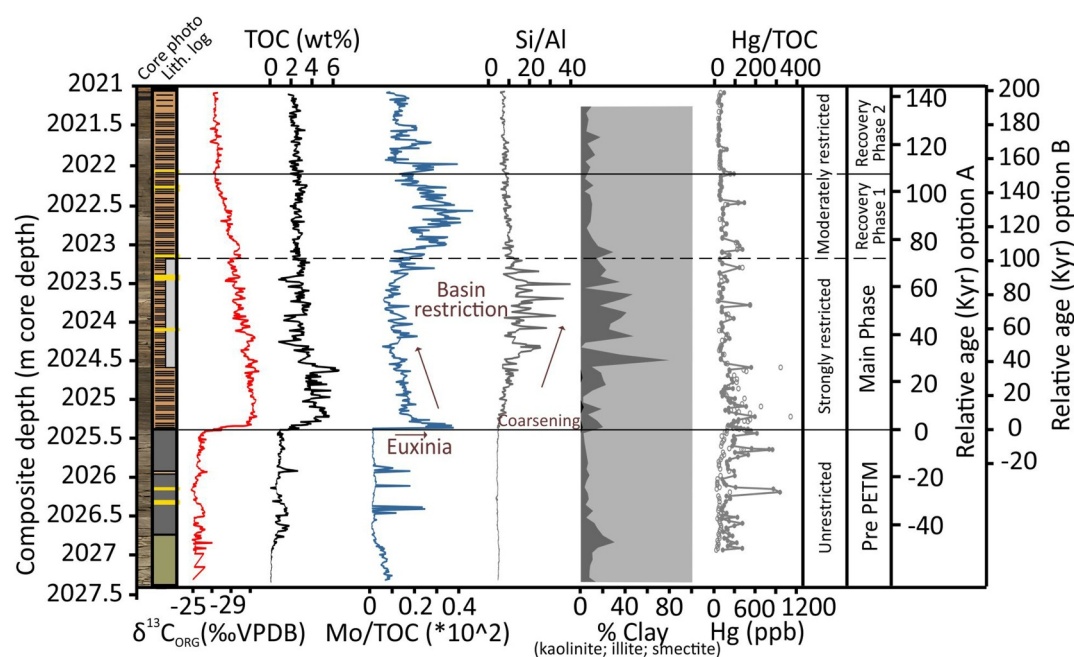 Core photo
Lith. log
TOC (wt%)
0 2 4 6
Si/Al
0 10 20 30 40
Hg/TOC
0 200 400
2021
2021.5
2022
2022.5
2023
2023.5
2024
2024.5
2025
2025.5
2026
2026.5
2027
2027.5
Composite depth (m core depth)
Basin
restriction
Euxinia
Coarsening
Unrestricted
Strongly restricted
Moderately restricted
Pre PETM
Main Phase
Recovery
Phase 1
Recovery
Phase 2
140
120
100
80
60
40
20
0
-20
-40
Relative age (Kyr) option A
200
180
160
140
120
100
80
60
40
20
0
-20
Relative age (Kyr) option B
-25 -29
δ¹³C_ORG(‰VPDB)
0 0.2 0.4
Mo/TOC (*10^2)
0 40 80
% Clay
(kaolinite; illite; smectite)
0 600 1200
Hg (ppb)